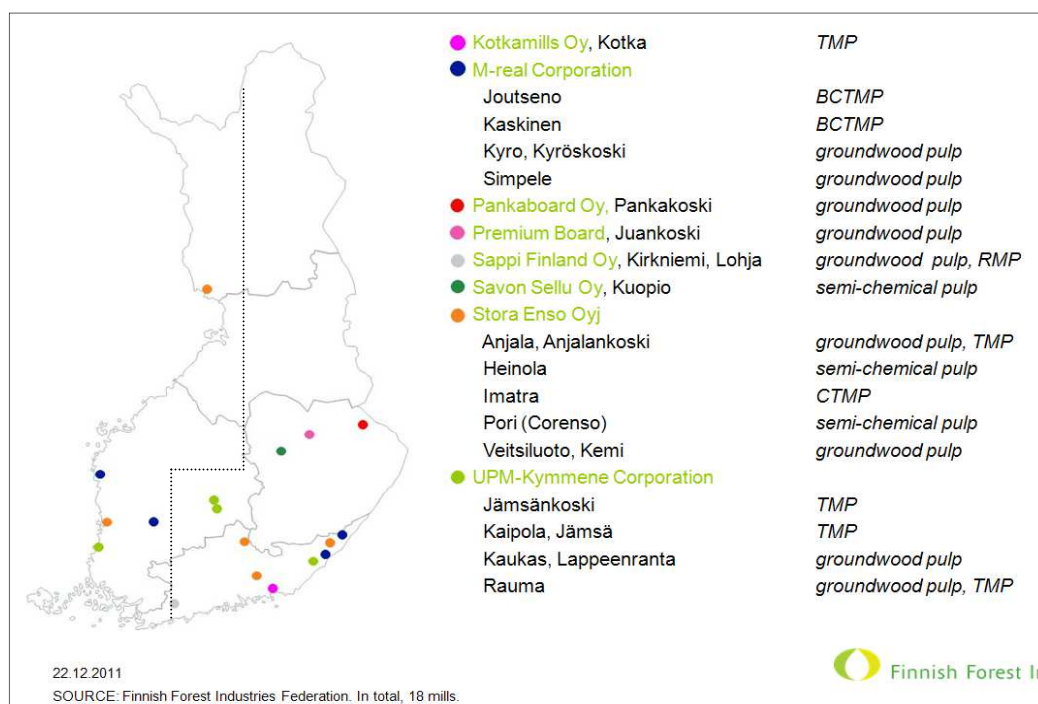 Kotkamills Oy, Kotka TMP
M-real Corporation
Joutseno BCTMP
Kaskinen BCTMP
Kyro, Kyröskoski groundwood pulp
Simpele groundwood pulp
Pankaboard Oy, Pankakoski groundwood pulp
Premium Board, Juankoski groundwood pulp
Sappi Finland Oy, Kirkniemi, Lohja groundwood pulp, RMP
Savon Sellu Oy, Kuopio semi-chemical pulp
Stora Enso Oyj
Anjala, Anjalankoski groundwood pulp, TMP
Heinola semi-chemical pulp
Imatra CTMP
Pori (Corenso) semi-chemical pulp
Veitsiluoto, Kemi groundwood pulp
UPM-Kymmene Corporation
Jämsänkoski TMP
Kaipola, Jämsä TMP
Kaukas, Lappeenranta groundwood pulp
Rauma groundwood pulp, TMP
22.12.2011
Finnish Forest
SOURCE: Finnish Forest Industries Federation. In total, 18 mills.